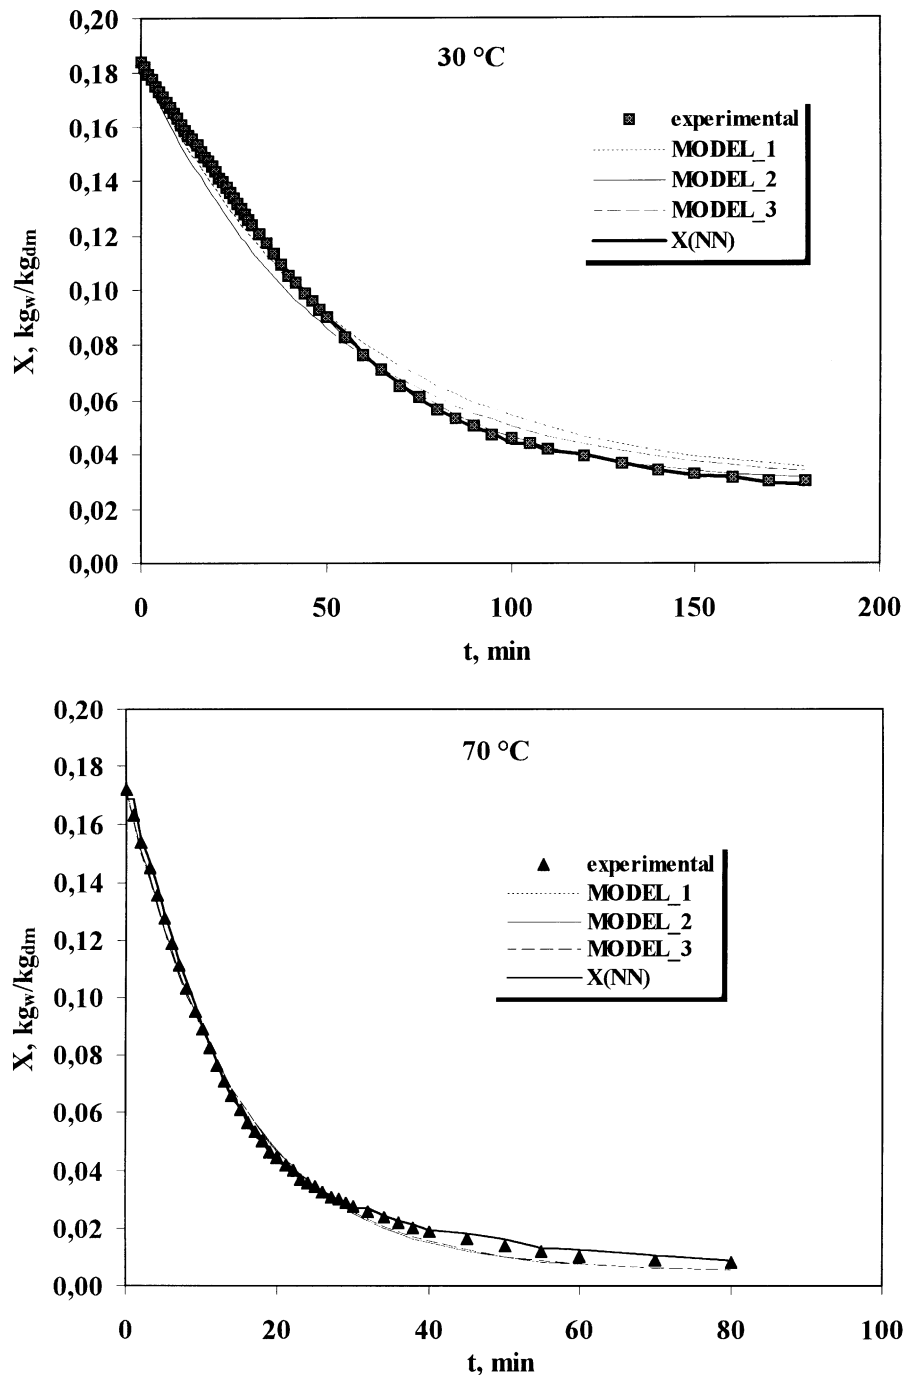 0,20
30 °C
0,18
0,16
experimental
MODEL_1
0,14
MODEL_2
MODEL_3
0,12
X(NN)
0,10
X, kgw/kgdm
0,08
0,06
0,04
0,02
0,00
0 50 100 150 200
t, min
0,20
70 °C
0,18
0,16
experimental
0,14
MODEL_1
MODEL_2
0,12
MODEL_3
X(NN)
0,10
X, kgw/kgdm
0,08
0,06
0,04
0,02
0,00
0 20 40 60 80 100
t, min